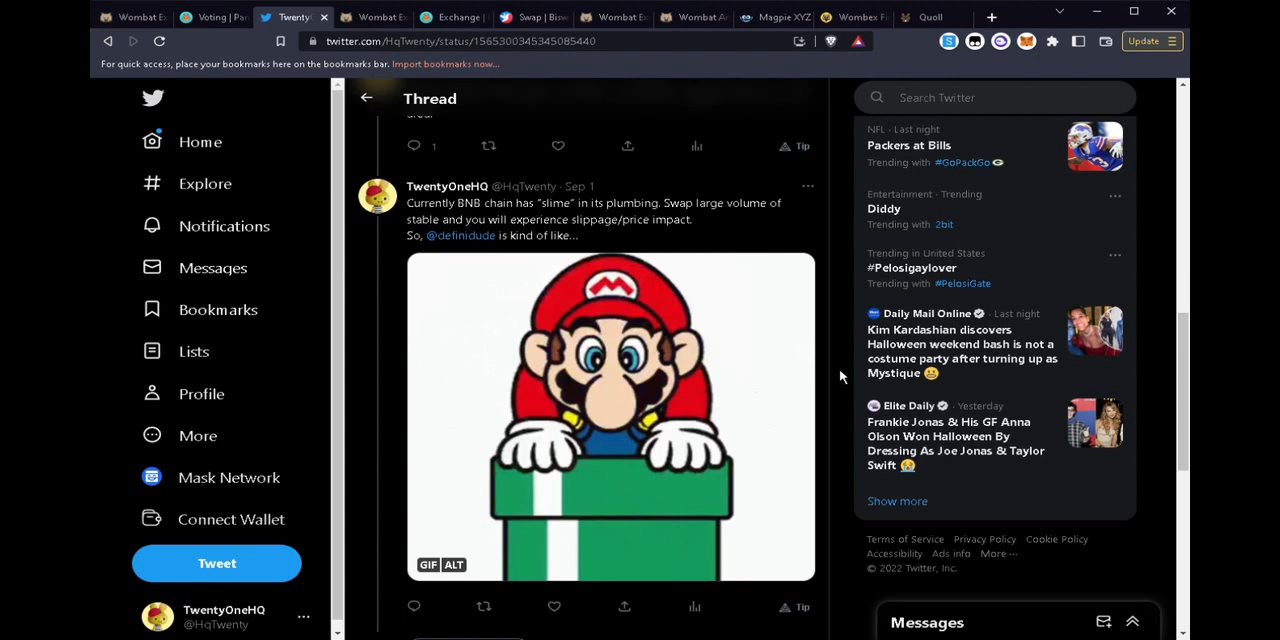 Wombat Ex
Voting | Pan
Twenty
Wombat Ex
Exchange |
Swap | Bisw
Wombat Ex
Wombat Ar
Magpie XYZ
Wombex Fi
Quoll
twitter.com/HqTwenty/status/1565300345345085440
Update
For quick access, place your bookmarks here on the bookmarks bar. Import bookmarks now...
Home
Explore
Notifications
Messages
Bookmarks
Lists
Profile
More
Mask Network
Connect Wallet
Tweet
TwentyOneHQ
@HqTwenty
Thread
area.
1
Tip
TwentyOneHQ @HqTwenty · Sep 1
Currently BNB chain has "slime" in its plumbing. Swap large volume of
stable and you will experience slippage/price impact.
So, @definidude is kind of like...
M
GIF ALT
Tip
Search Twitter
NFL · Last night
Packers at Bills
Trending with #GoPackGo
Entertainment · Trending
Diddy
Trending with 2bit
Trending in United States
#Pelosigaylover
Trending with #PelosiGate
Daily Mail Online · Last night
Kim Kardashian discovers
Halloween weekend bash is not a
costume party after turning up as
Mystique 😬
Elite Daily · Yesterday
Frankie Jonas & His GF Anna
Olson Won Halloween By
Dressing As Joe Jonas & Taylor
Swift 😭
Show more
Terms of Service Privacy Policy Cookie Policy
Accessibility Ads info More ···
© 2022 Twitter, Inc.
Messages